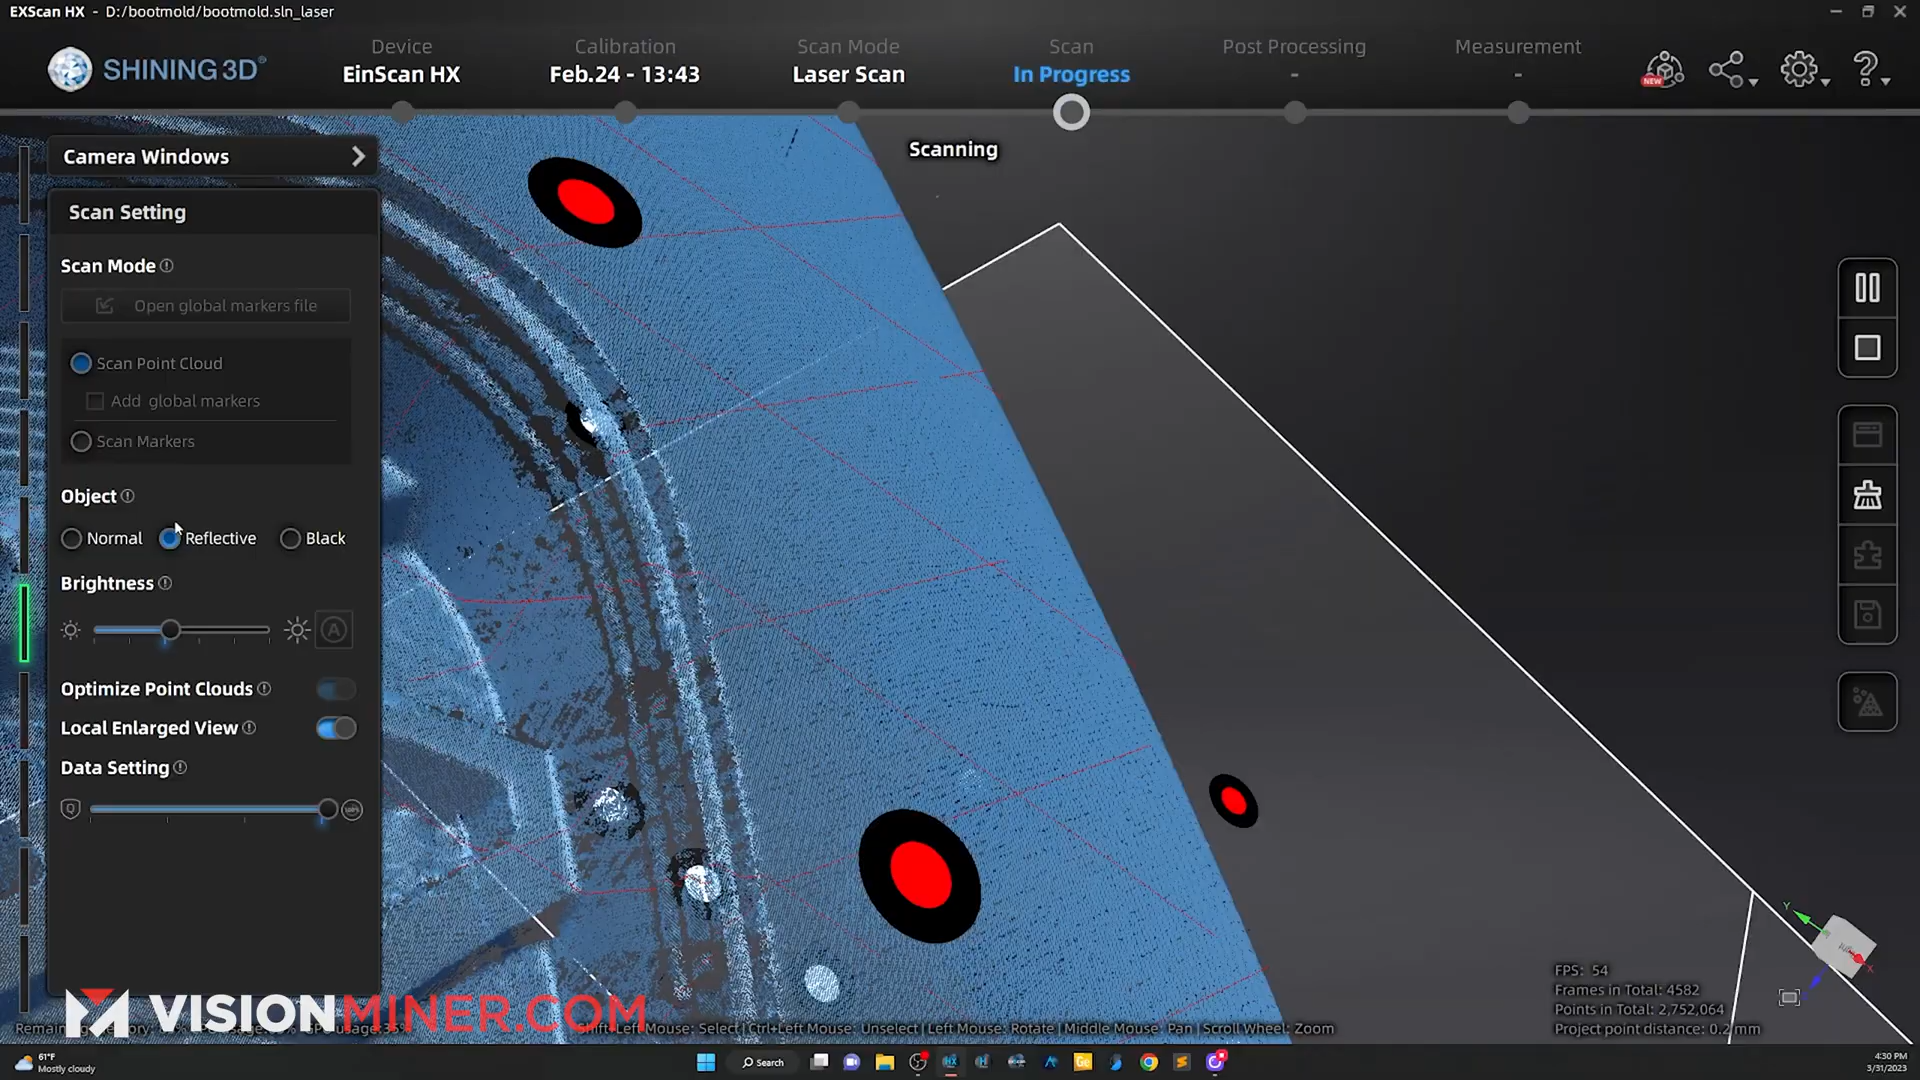 EXScan HX - D:/bootmold/bootmold.sln_laser
SHINING 3D®
Device
EinScan HX
Calibration
Feb.24 - 13:43
Scan Mode
Laser Scan
Scan
In Progress
Post Processing
-
Measurement
-
NEW
Camera Windows
Scanning
Scan Setting
Scan Mode
Open global markers file
Scan Point Cloud
Add global markers
Scan Markers
Object
Normal
Reflective
Black
Brightness
A
Optimize Point Clouds
Local Enlarged View
Data Setting
Q
100%
Y
X
FPS: 54
Frames in Total: 4582
Points in Total: 2,752,064
Project point distance: 0.2 mm
VISIONMINER.COM
Shift+Left Mouse: Select | Ctrl+Left Mouse: Unselect | Left Mouse: Rotate | Middle Mouse: Pan | Scroll Wheel: Zoom
61°F
Mostly cloudy
Search
4:30 PM
3/31/2023